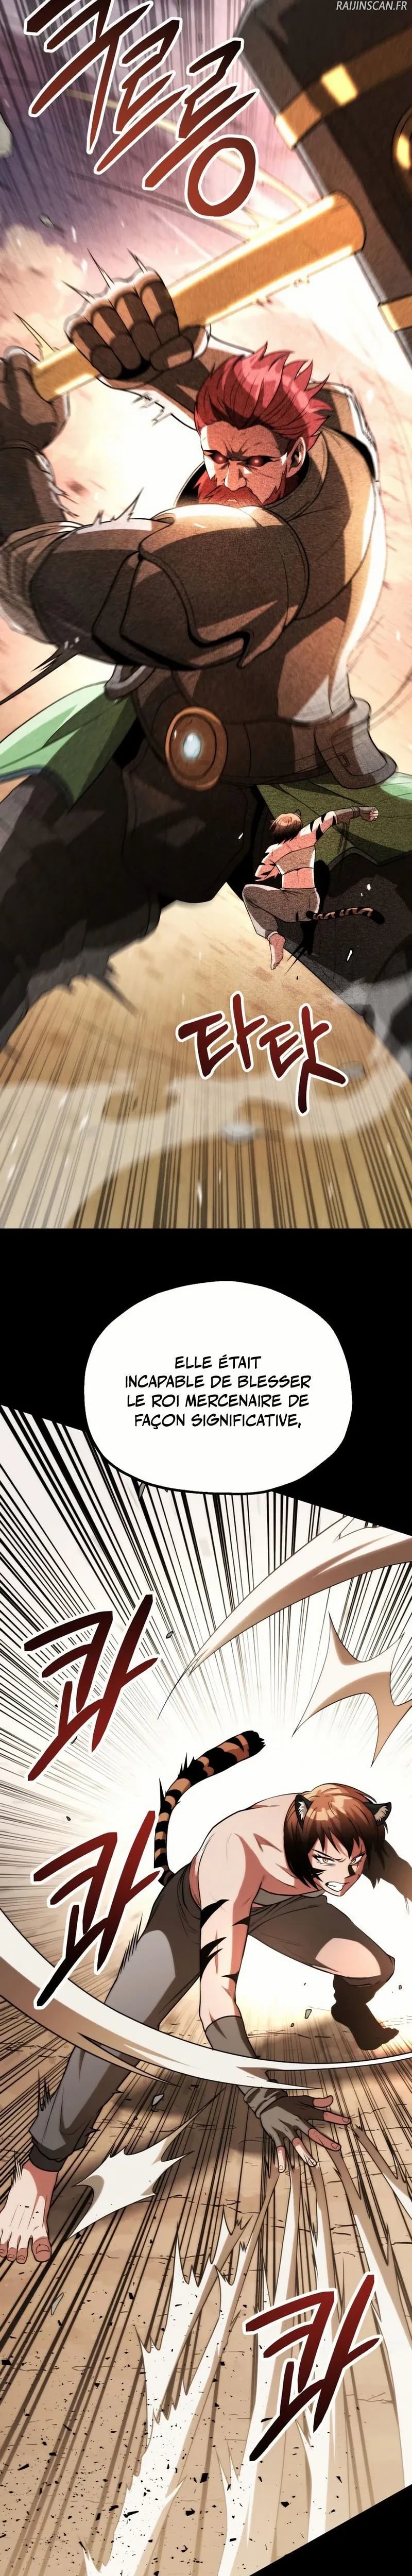 RAIJINSCAN.FR
쿠르릉
타탓
ELLE ÉTAIT
INCAPABLE DE BLESSER
LE ROI MERCENAIRE DE
FAÇON SIGNIFICATIVE,
콰
콰
콰